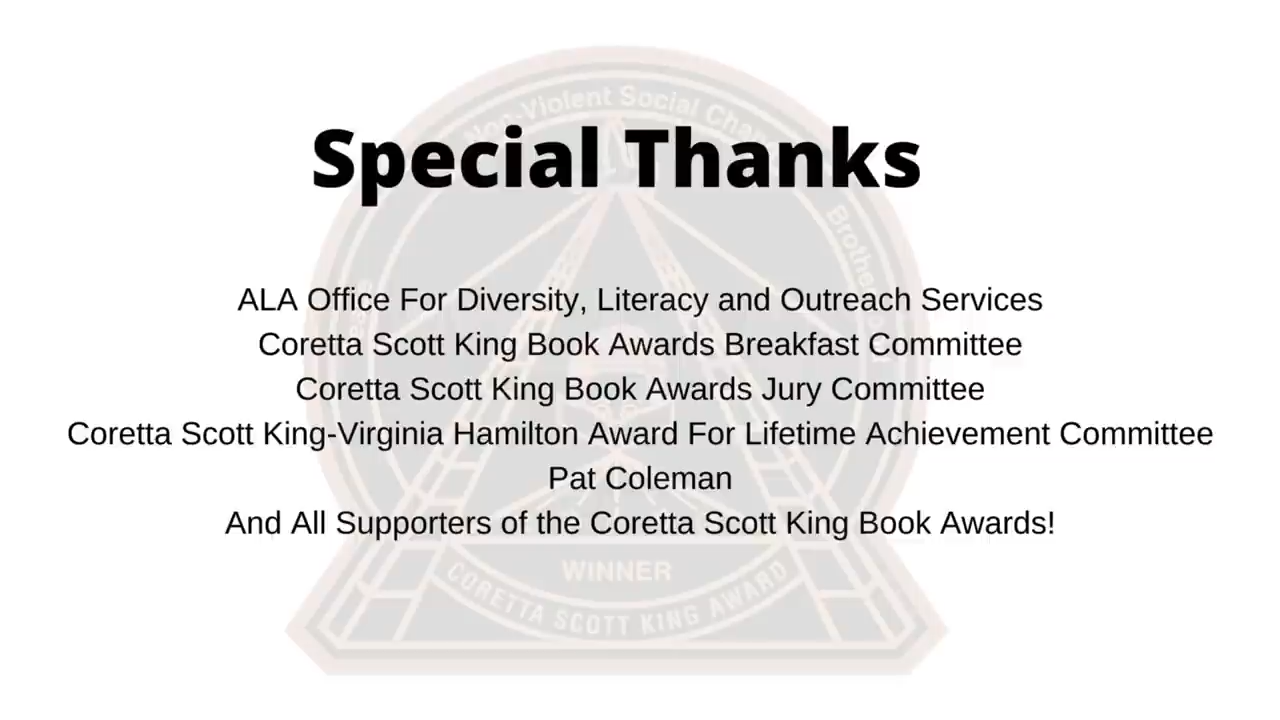 Special Thanks
ALA Office For Diversity, Literacy and Outreach Services
Coretta Scott King Book Awards Breakfast Committee
Coretta Scott King Book Awards Jury Committee
Coretta Scott King-Virginia Hamilton Award For Lifetime Achievement Committee
Pat Coleman
And All Supporters of the Coretta Scott King Book Awards!
Violent Social
WINNER
CORETTA SCOTT KING AWARD